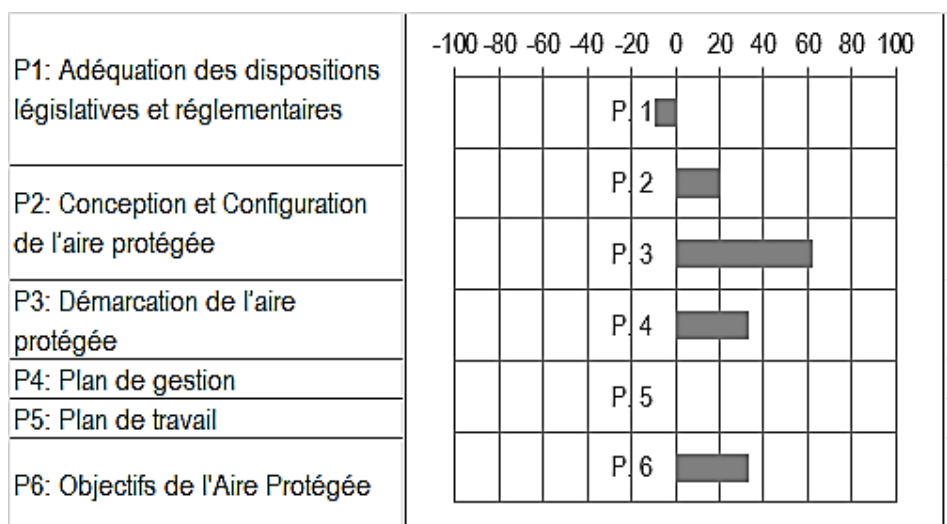 P1: Adéquation des dispositions
législatives et réglementaires
P2: Conception et Configuration
de l'aire protégée
P3: Démarcation de l'aire
protégée
P4: Plan de gestion
P5: Plan de travail
P6: Objectifs de l'Aire Protégée
-100 -80 -60 -40 -20 0 20 40 60 80 100
P. 1
P. 2
P. 3
P. 4
P. 5
P. 6